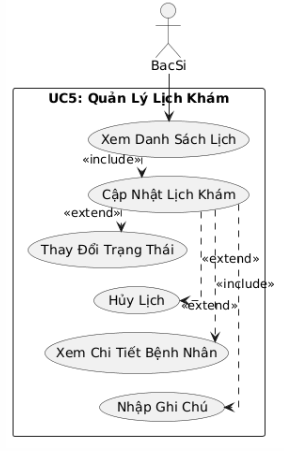 BacSi
UC5: Quản Lý Lịch Khám
Xem Danh Sách Lịch
«include»
Cập Nhật Lịch Khám
«extend»
Thay Đổi Trạng Thái
«extend»
«include»
Hủy Lịch
«extend»
Xem Chi Tiết Bệnh Nhân
Nhập Ghi Chú